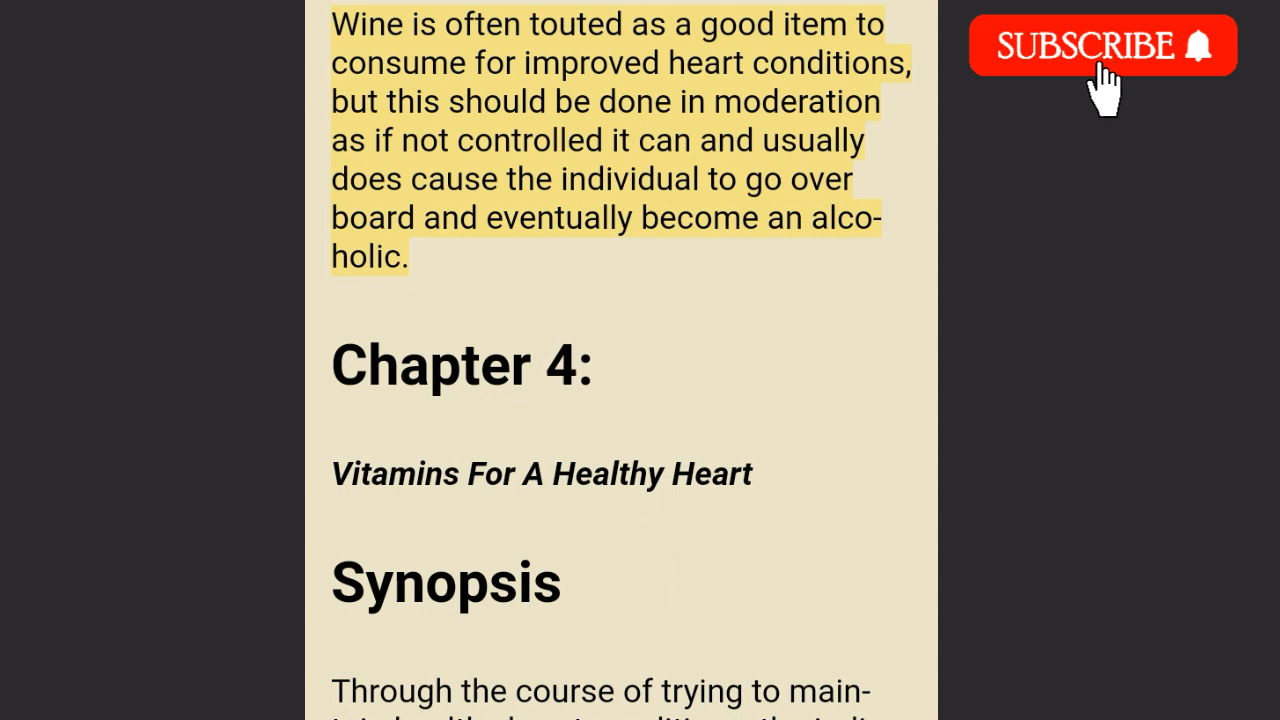 Wine is often touted as a good item to
consume for improved heart conditions,
but this should be done in moderation
as if not controlled it can and usually
does cause the individual to go over
board and eventually become an alco-
holic.
SUBSCRIBE
Chapter 4:
Vitamins For A Healthy Heart
Synopsis
Through the course of trying to main-